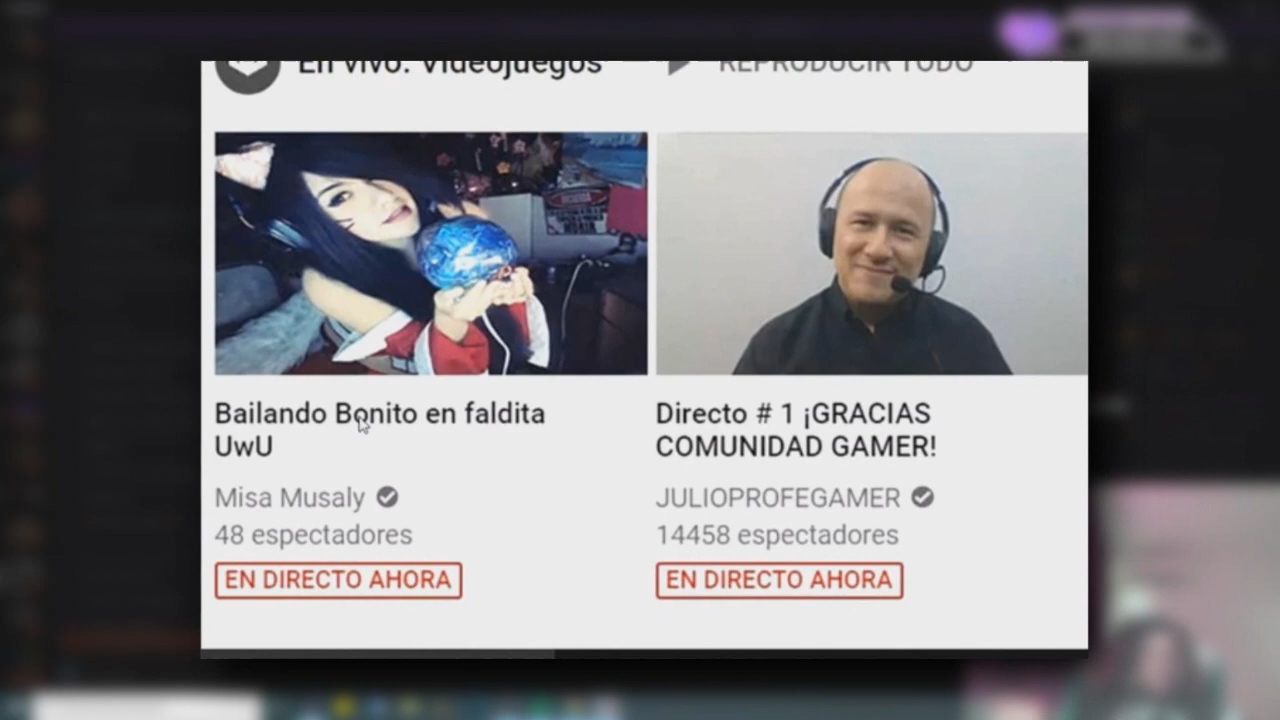 En vivo: Videojuegos
REPRODUCIR TODO
Bailando Bonito en faldita
UwU
Misa Musaly
48 espectadores
EN DIRECTO AHORA
Directo # 1 ¡GRACIAS
COMUNIDAD GAMER!
JULIOPROFEGAMER
14458 espectadores
EN DIRECTO AHORA